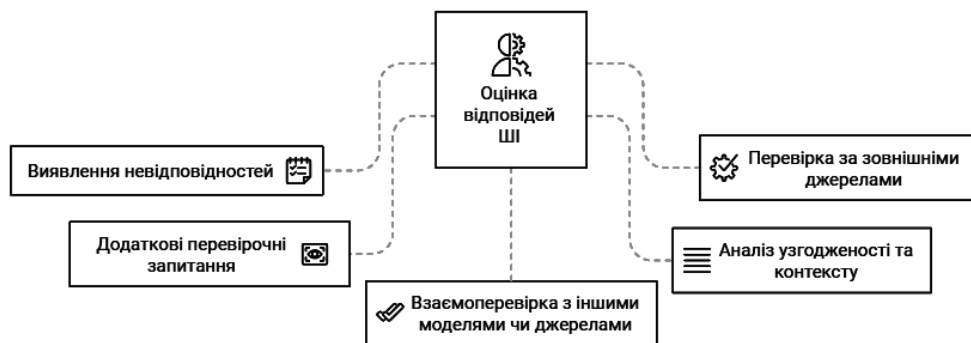 Оцінка
відповідей
ШІ
Виявлення невідповідностей
Перевірка за зовнішніми
джерелами
Додаткові перевірочні
запитання
Аналіз узгодженості та
контексту
Взаємоперевірка з іншими
моделями чи джерелами